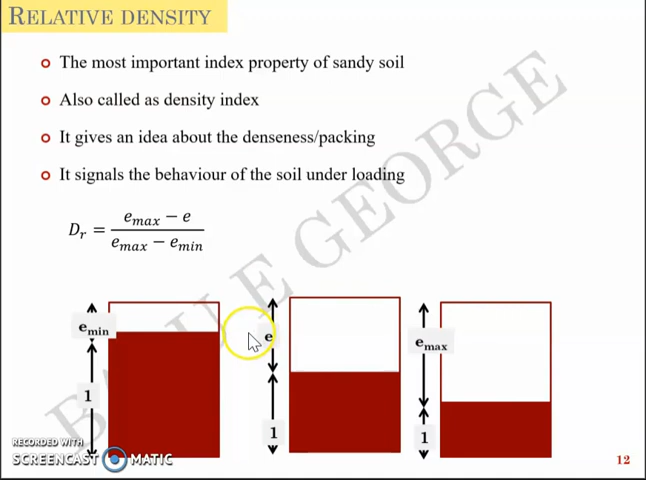 RELATIVE DENSITY
The most important index property of sandy soil
Also called as density index
It gives an idea about the denseness/packing
It signals the behaviour of the soil under loading
D_r = (e_max − e) / (e_max − e_min)
e_min
1
e
1
e_max
1
GEORGE
RECORDED WITH
SCREENCAST MATIC
12